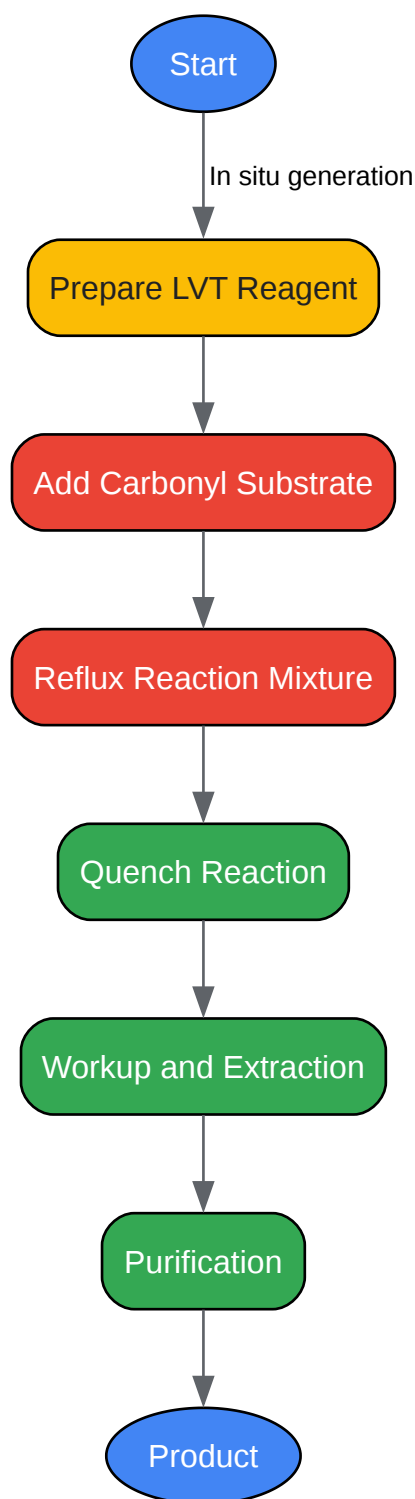 Start
In situ generation
Prepare LVT Reagent
Add Carbonyl Substrate
Reflux Reaction Mixture
Quench Reaction
Workup and Extraction
Purification
Product